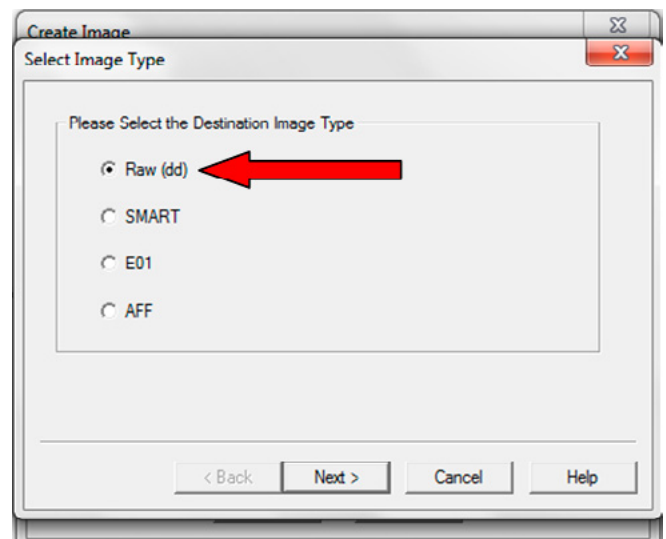 Create Image
Select Image Type
Please Select the Destination Image Type
Raw (dd)
SMART
E01
AFF
< Back Next > Cancel Help